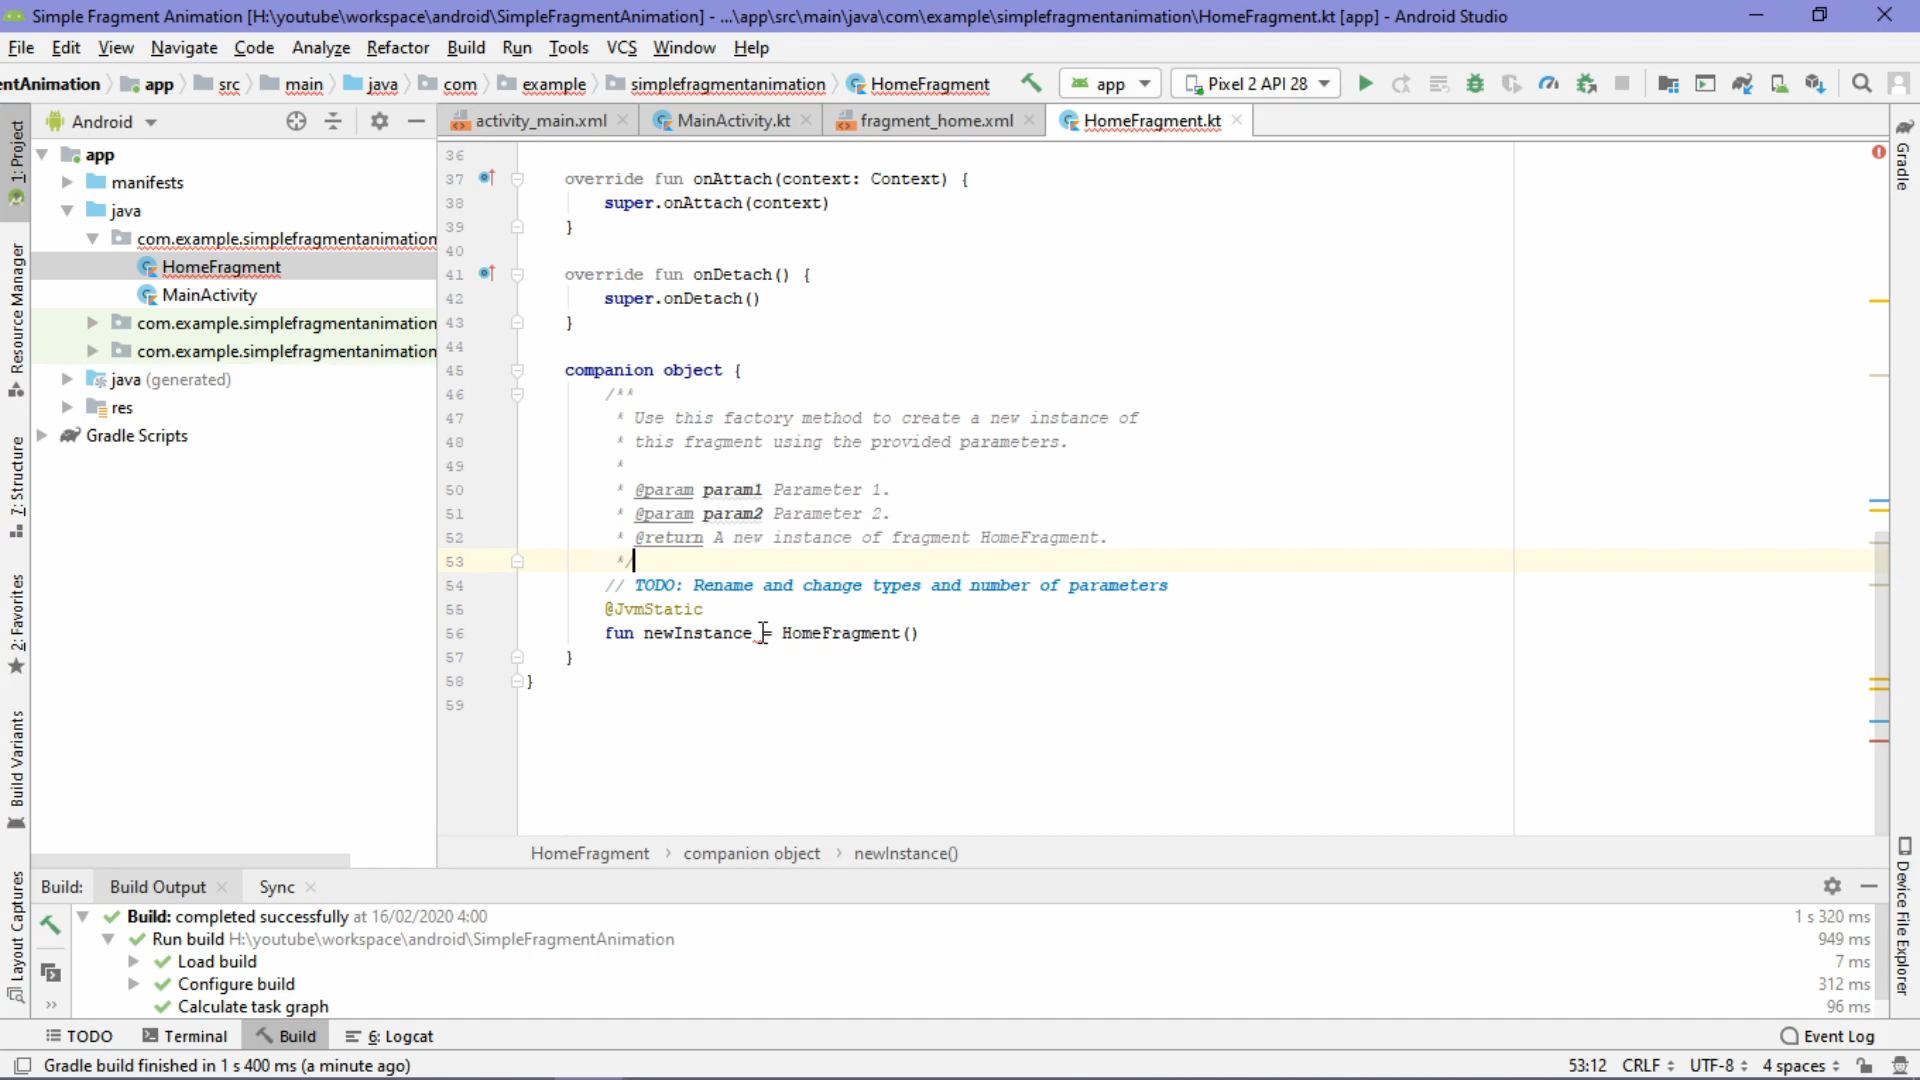 Simple Fragment Animation [H:\youtube\workspace\android\SimpleFragmentAnimation] - ...\app\src\main\java\com\example\simplefragmentanimation\HomeFragment.kt [app] - Android Studio
File Edit View Navigate Code Analyze Refactor Build Run Tools VCS Window Help
entAnimation app src main java com example simplefragmentanimation HomeFragment app Pixel 2 API 28
Android
activity_main.xml MainActivity.kt fragment_home.xml HomeFragment.kt
app
manifests
java
com.example.simplefragmentanimation
HomeFragment
MainActivity
com.example.simplefragmentanimation
com.example.simplefragmentanimation
java (generated)
res
Gradle Scripts
1: Project
Resource Manager
7: Structure
2: Favorites
Build Variants
Layout Captures
36
37 override fun onAttach(context: Context) {
38 super.onAttach(context)
39 }
40
41 override fun onDetach() {
42 super.onDetach()
43 }
44
45 companion object {
46 /**
47 * Use this factory method to create a new instance of
48 * this fragment using the provided parameters.
49 *
50 * @param param1 Parameter 1.
51 * @param param2 Parameter 2.
52 * @return A new instance of fragment HomeFragment.
53 */
54 // TODO: Rename and change types and number of parameters
55 @JvmStatic
56 fun newInstance = HomeFragment()
57 }
58 }
59
HomeFragment › companion object › newInstance()
Gradle
Device File Explorer
Build: Build Output Sync
Build: completed successfully at 16/02/2020 4:00 1 s 320 ms
Run build H:\youtube\workspace\android\SimpleFragmentAnimation 949 ms
Load build 7 ms
Configure build 312 ms
Calculate task graph 96 ms
TODO Terminal Build 6: Logcat Event Log
Gradle build finished in 1 s 400 ms (a minute ago) 53:12 CRLF UTF-8 4 spaces